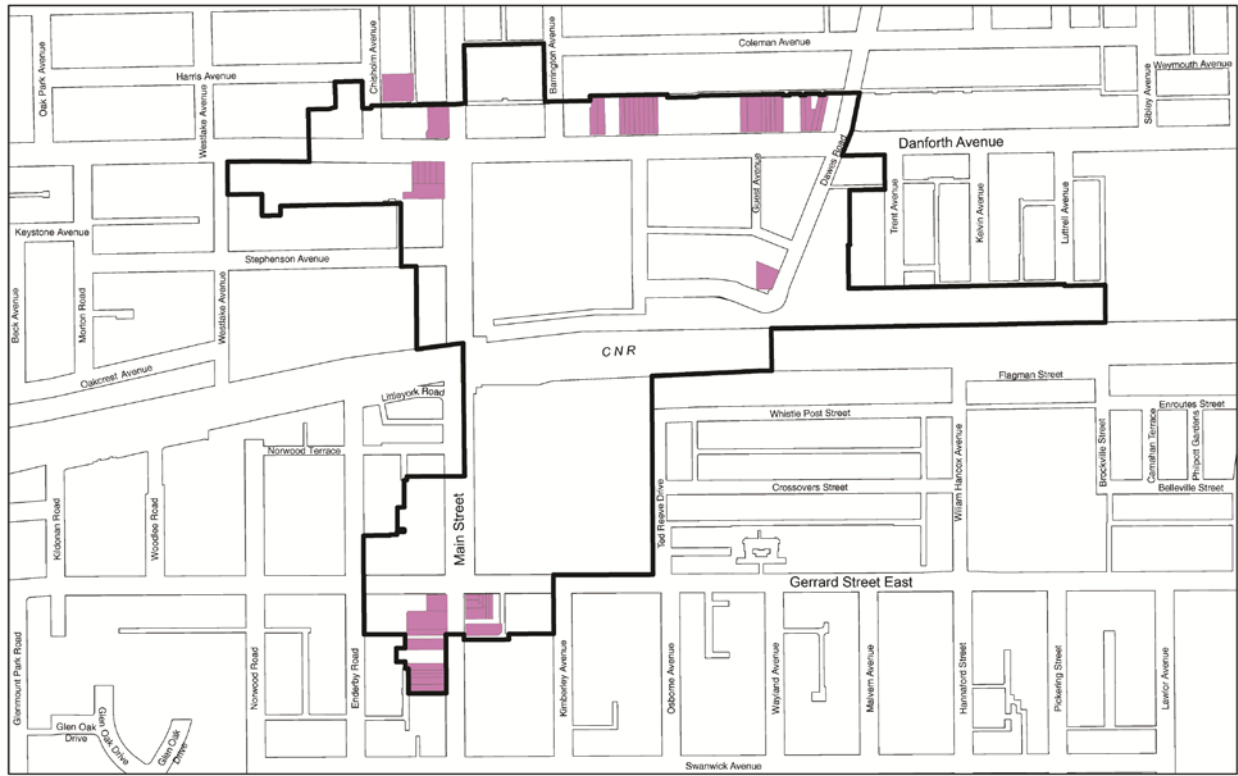 Oak Park Avenue
Harris Avenue
Chisholm Avenue
Barrington Avenue
Coleman Avenue
Weymouth Avenue
Sibley Avenue
Westlake Avenue
Danforth Avenue
Dawes Road
Guest Avenue
Trent Avenue
Kelvin Avenue
Luttrell Avenue
Keystone Avenue
Stephenson Avenue
Beck Avenue
Morton Road
Westlake Avenue
CNR
Oakcrest Avenue
Littleyork Road
Flagman Street
Enroutes Street
Whistle Post Street
Norwood Terrace
Wiliam Hancox Avenue
Brockville Street
Carnahan Terrace
Philpott Gardens
Crossovers Street
Belleville Street
Kildonan Road
Woodlee Road
Main Street
Ted Reeve Drive
Gerrard Street East
Glenmount Park Road
Norwood Road
Enderby Road
Kimberley Avenue
Osborne Avenue
Wayland Avenue
Malvern Avenue
Hannaford Street
Pickering Street
Lawlor Avenue
Glen Oak
Drive
Glen Oak Drive
Glen Oak
Drive
Swanwick Avenue